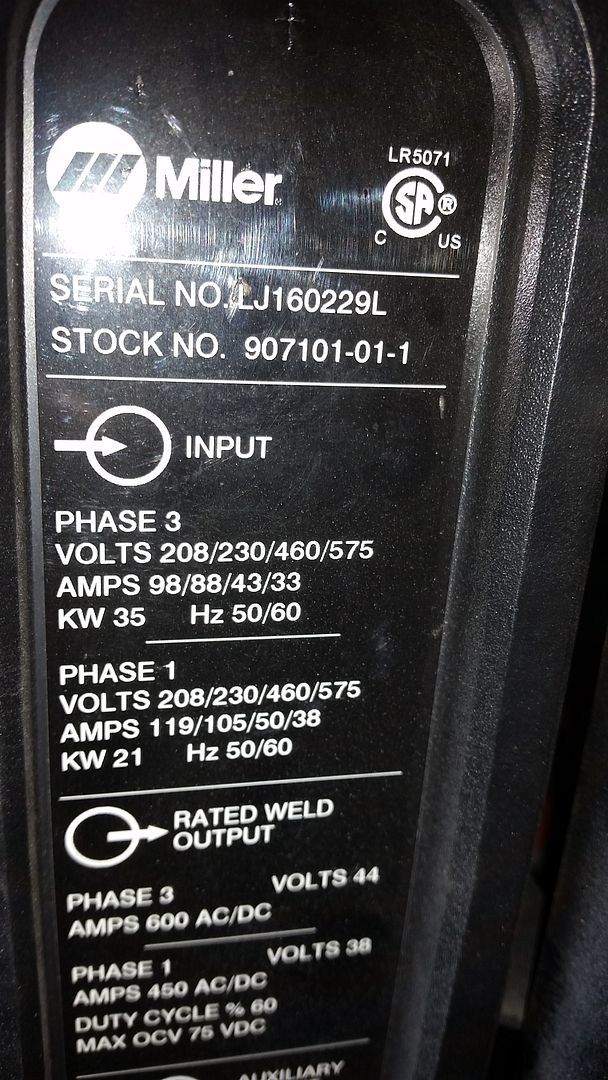 Miller
LR5071
SA®
C US
SERIAL NO. LJ160229L
STOCK NO. 907101-01-1
INPUT
PHASE 3
VOLTS 208/230/460/575
AMPS 98/88/43/33
KW 35 Hz 50/60
PHASE 1
VOLTS 208/230/460/575
AMPS 119/105/50/38
KW 21 Hz 50/60
RATED WELD
OUTPUT
PHASE 3 VOLTS 44
AMPS 600 AC/DC
PHASE 1 VOLTS 38
AMPS 450 AC/DC
DUTY CYCLE % 60
MAX OCV 75 VDC
AUXILIARY